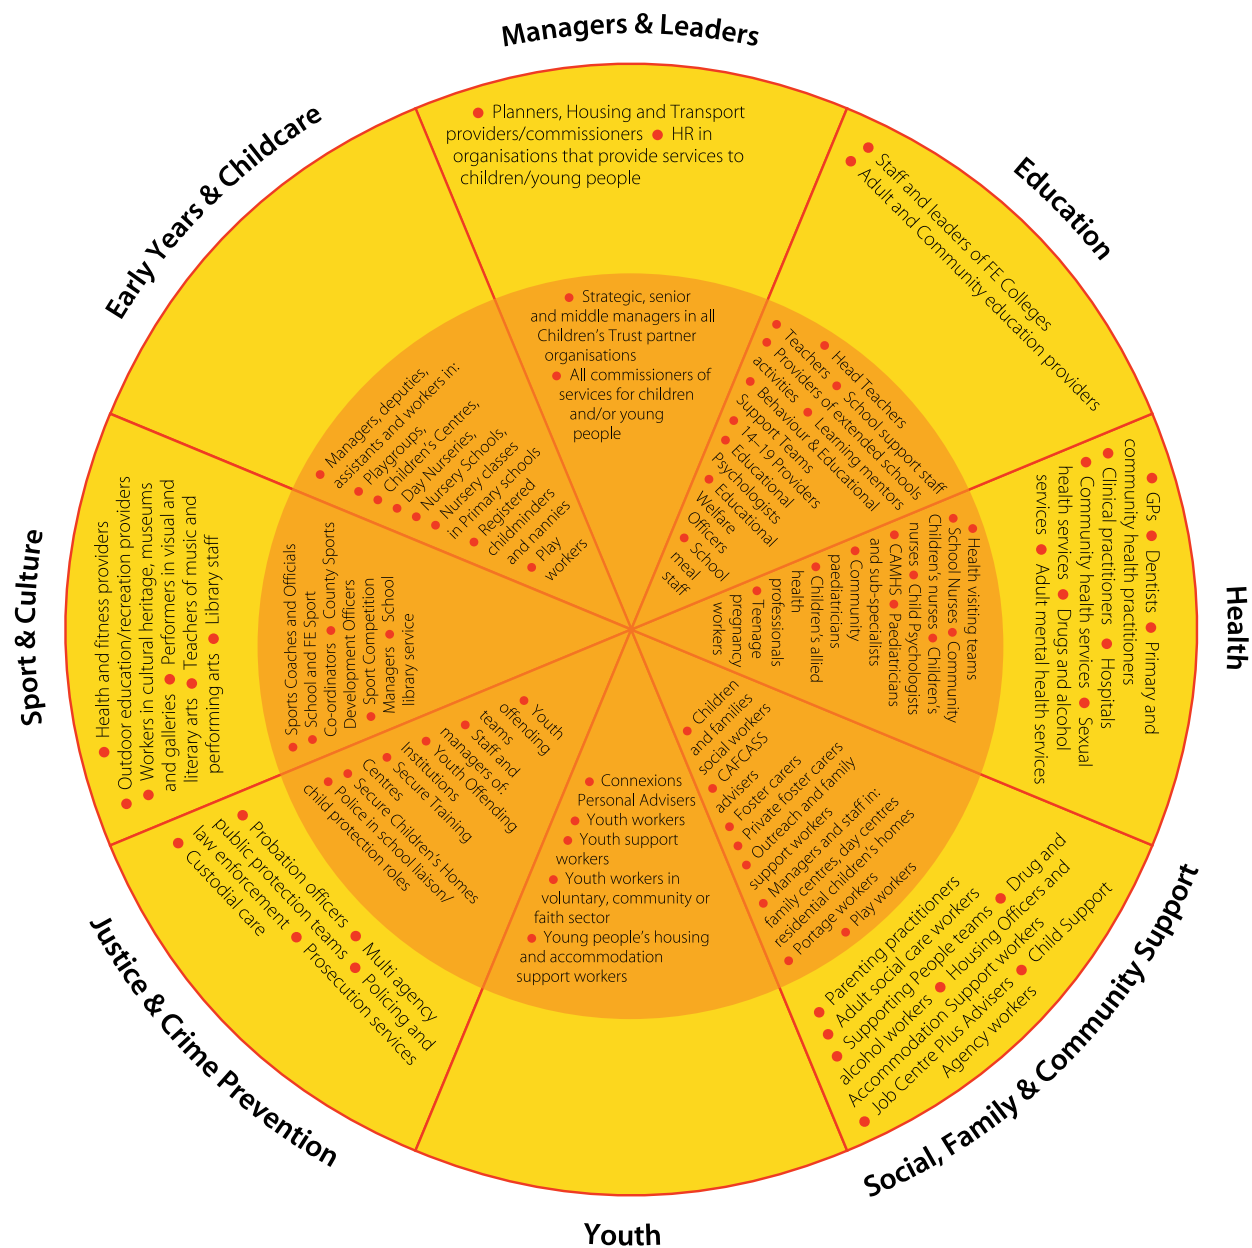 Managers & Leaders
● Planners, Housing and Transport
providers/commissioners ● HR in
organisations that provide services to
children/young people
● Strategic, senior
and middle managers in all
Children's Trust partner
organisations
● All commissioners of
services for children
and/or young
people
Education
● Staff and leaders of FE Colleges
● Adult and Community education providers
● Head Teachers
● Teachers ● School support staff
● Providers of extended schools
activities ● Learning mentors
● Behaviour & Educational
Support Teams
● 14–19 Providers
● Educational
Psychologists
● Educational
Welfare
Officers
● School
meal
staff
Health
● GPs ● Dentists ● Primary and
community health practitioners
● Clinical practitioners ● Hospitals
● Community health services ● Sexual
health services ● Drugs and alcohol
services ● Adult mental health services
● Health visiting teams
● School Nurses ● Community
Children's nurses ● Children's
nurses ● Child Psychologists
● CAMHS ● Paediatricians
and sub-specialists
● Community
paediatricians
● Children's allied
health
professionals
● Teenage
pregnancy
workers
Social, Family & Community Support
● Children
and families
social workers
● CAFCASS
advisers
● Foster carers
● Private foster carers
● Outreach and family
support workers
● Managers and staff in:
family centres, day centres
residential children's homes
● Portage workers
● Play workers
● Parenting practitioners
● Adult social care workers
● Supporting People teams ● Drug and
alcohol workers ● Housing Officers and
Accommodation Support workers
● Job Centre Plus Advisers ● Child Support
Agency workers
Youth
● Connexions
Personal Advisers
● Youth workers
● Youth support
workers
● Youth workers in
voluntary, community or
faith sector
● Young people's housing
and accommodation
support workers
Justice & Crime Prevention
● Youth
offending
teams
● Staff and
managers of:
● Youth Offending
Institutions
● Secure Training
Centres
● Secure Children's Homes
● Police in school liaison/
child protection roles
● Probation officers ● Multi agency
public protection teams ● Policing and
law enforcement ● Prosecution services
● Custodial care
Sport & Culture
● Health and fitness providers
● Outdoor education/recreation providers
● Workers in cultural heritage, museums
and galleries ● Performers in visual and
literary arts ● Teachers of music and
performing arts ● Library staff
● Sports Coaches and Officials
● School and FE Sport
Co-ordinators ● County Sports
Development Officers
● Sport Competition
Managers ● School
library service
Early Years & Childcare
● Managers, deputies,
assistants and workers in:
● Playgroups,
● Children's Centres,
● Day Nurseries,
● Nursery Schools,
● Nursery classes
in Primary schools
● Registered
childminders
and nannies
● Play
workers